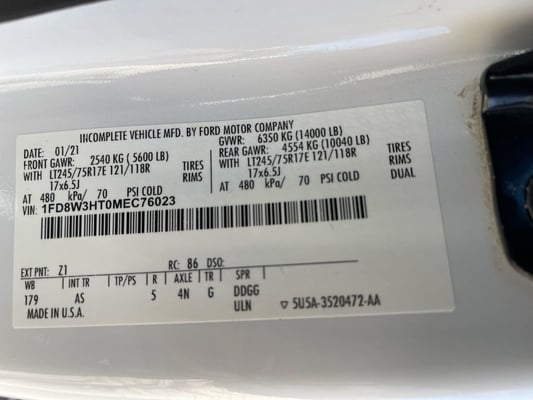 INCOMPLETE VEHICLE MFD. BY FORD MOTOR COMPANY
DATE: 01/21 GVWR: 6350 KG (14000 LB)
FRONT GAWR: 2540 KG ( 5600 LB) REAR GAWR: 4554 KG (10040 LB)
WITH LT245/75R17E 121/118R TIRES WITH LT245/75R17E 121/118R TIRES
17x6.5J RIMS 17x6.5J RIMS
AT 480 kPa/ 70 PSI COLD AT 480 kPa/ 70 PSI COLD DUAL
VIN: 1FD8W3HT0MEC76023
EXT PNT: Z1 RC: 86 DSO:
WB INT TR TP/PS R AXLE TR SPR
179 AS 5 4N G DDGG
MADE IN U.S.A. ULN ▽ 5U5A-3520472-AA